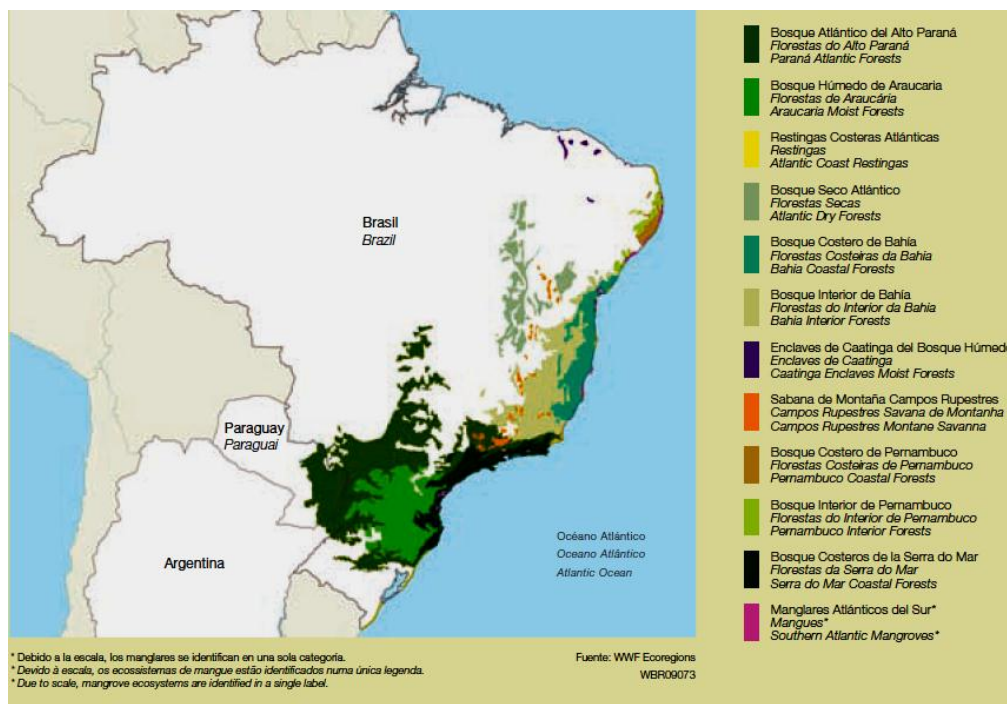 Brasil
Brazil
Paraguay
Paraguai
Argentina
Océano Atlántico
Oceano Atlântico
Atlantic Ocean
Bosque Atlántico del Alto Paraná
Florestas do Alto Paraná
Paraná Atlantic Forests
Bosque Húmedo de Araucaria
Florestas de Araucária
Araucaria Moist Forests
Restingas Costeras Atlánticas
Restingas
Atlantic Coast Restingas
Bosque Seco Atlántico
Florestas Secas
Atlantic Dry Forests
Bosque Costero de Bahía
Florestas Costeiras da Bahia
Bahia Coastal Forests
Bosque Interior de Bahía
Florestas do Interior da Bahia
Bahia Interior Forests
Enclaves de Caatinga del Bosque Húmedo
Enclaves de Caatinga
Caatinga Enclaves Moist Forests
Sabana de Montaña Campos Rupestres
Campos Rupestres Savana de Montanha
Campos Rupestres Montane Savanna
Bosque Costero de Pernambuco
Florestas Costeiras de Pernambuco
Pernambuco Coastal Forests
Bosque Interior de Pernambuco
Florestas do Interior de Pernambuco
Pernambuco Interior Forests
Bosque Costeros de la Serra do Mar
Florestas da Serra do Mar
Serra do Mar Coastal Forests
Manglares Atlánticos del Sur*
Mangues*
Southern Atlantic Mangroves*
* Debido a la escala, los manglares se identifican en una sola categoría.
* Devido à escala, os ecossistemas de mangue estão identificados numa única legenda.
* Due to scale, mangrove ecosystems are identified in a single label.
Fuente: WWF Ecoregions
WBR09073